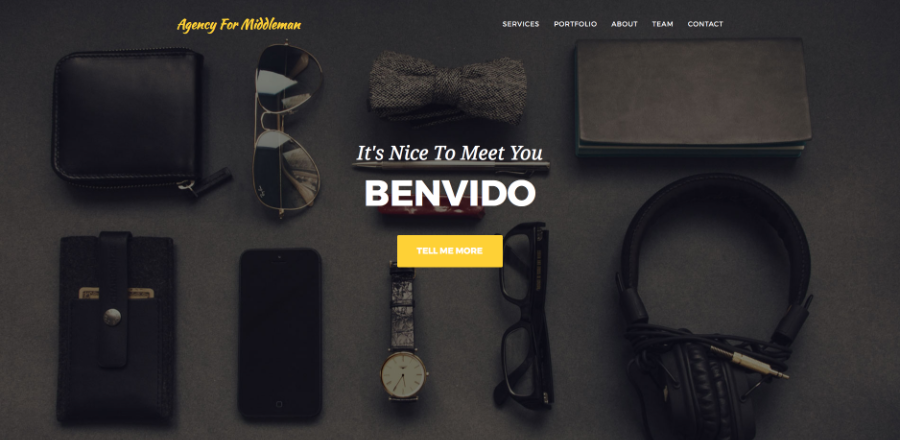 Agency For Middleman
SERVICES PORTFOLIO ABOUT TEAM CONTACT
It's Nice To Meet You
BENVIDO
TELL ME MORE